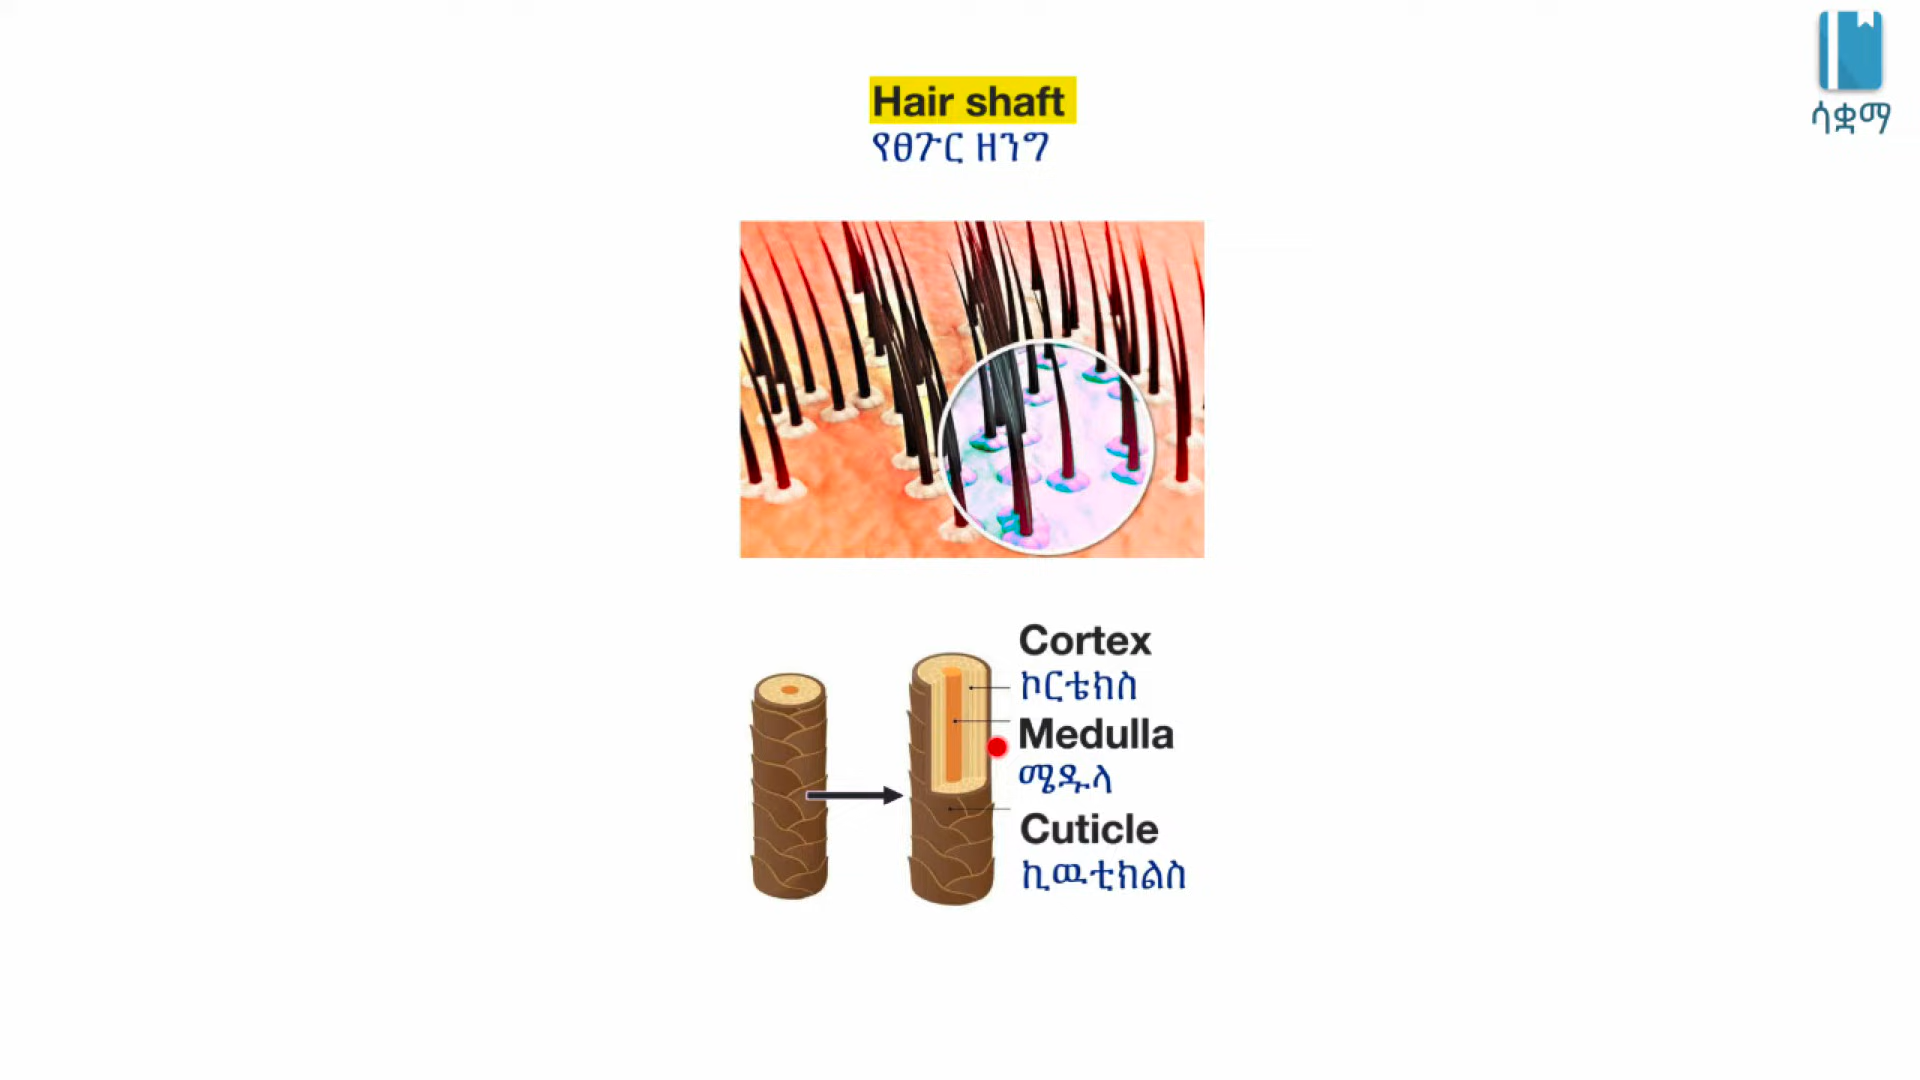 ሳቋማ
Hair shaft
የፀጉር ዘንግ
Cortex
ኮርቴክስ
Medulla
ሜዱላ
Cuticle
ኪዉቲክልስ